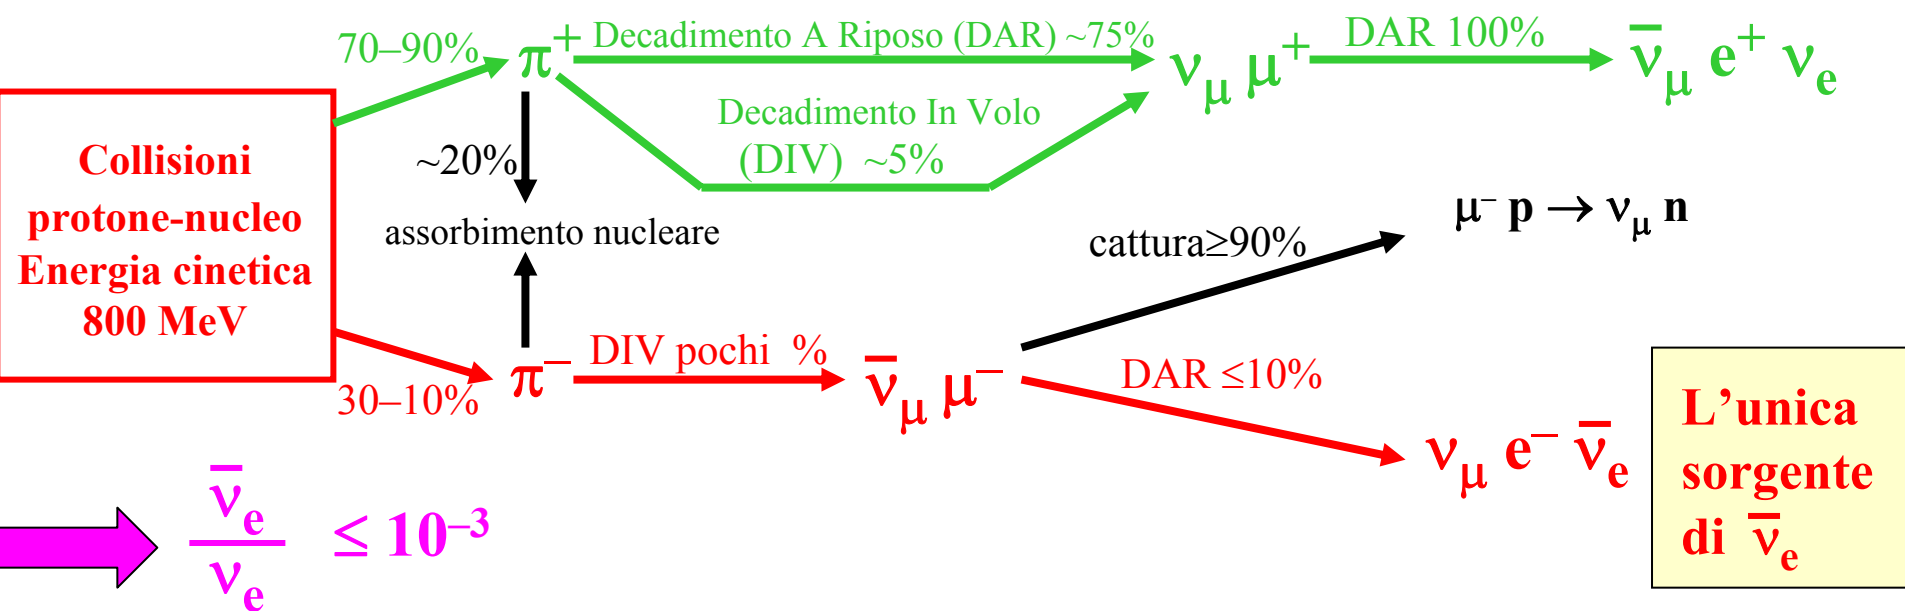 70–90% π+ Decadimento A Riposo (DAR) ~75% νμ μ+ DAR 100% ν̄μ e+ νe
Decadimento In Volo
(DIV) ~5%
Collisioni
protone-nucleo
Energia cinetica
800 MeV
~20%
assorbimento nucleare
cattura≥90%
μ– p → νμ n
30–10% π– DIV pochi % ν̄μ μ– DAR ≤10%
νμ e– ν̄e
L’unica
sorgente
di ν̄e
ν̄e
νe
≤ 10–3